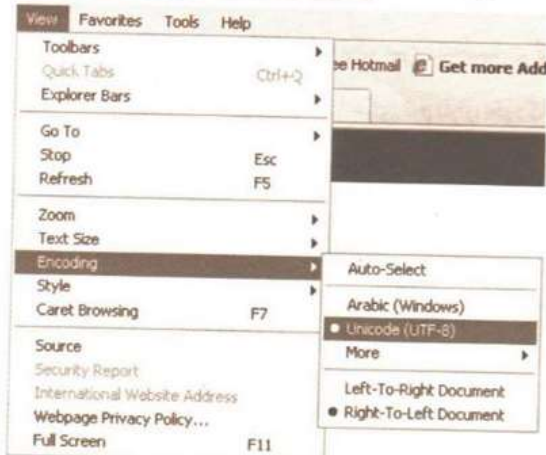 View Favorites Tools Help
Toolbars
ee Hotmail Get more Add
Quick Tabs Ctrl+Q
Explorer Bars
Go To
Stop Esc
Refresh F5
Zoom
Text Size
Encoding
Auto-Select
Style
Caret Browsing F7
Arabic (Windows)
Unicode (UTF-8)
Source
More
Security Report
International Website Address
Left-To-Right Document
Webpage Privacy Policy...
Right-To-Left Document
Full Screen F11